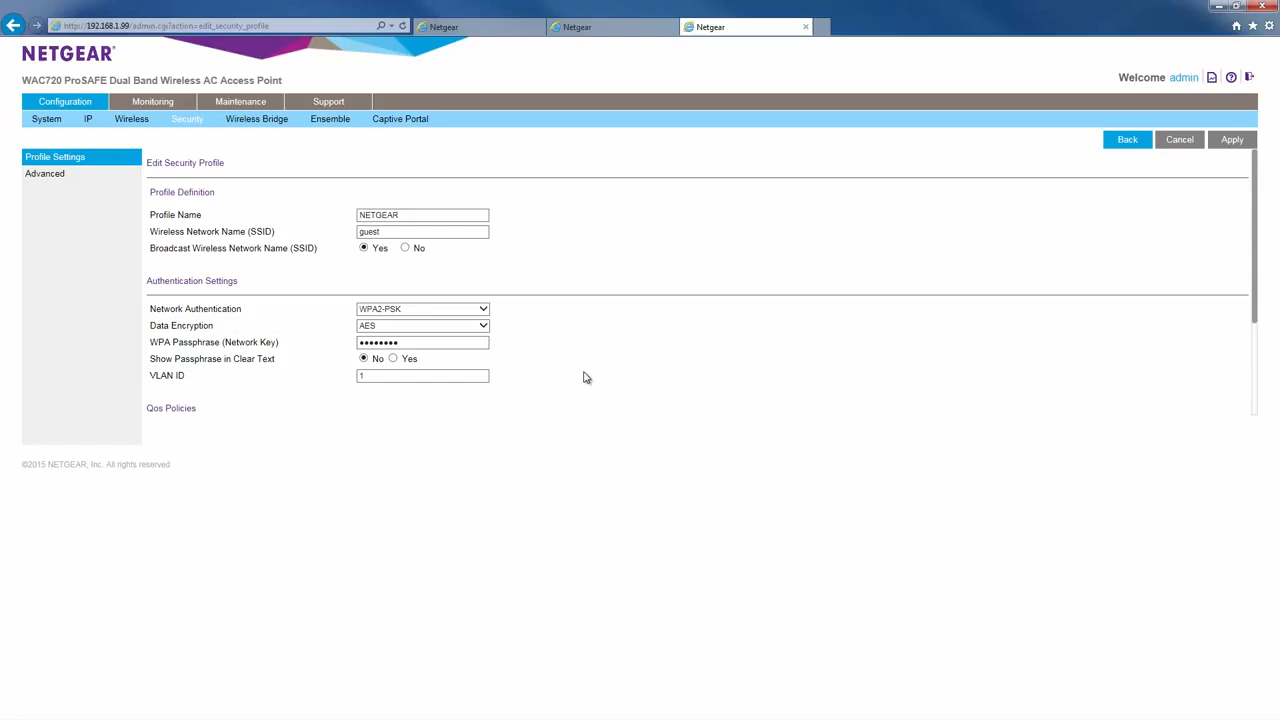 http://192.168.1.99/admin.cgi?action=edit_security_profile
Netgear
Netgear
Netgear
NETGEAR®
WAC720 ProSAFE Dual Band Wireless AC Access Point
Welcome admin
Configuration Monitoring Maintenance Support
System IP Wireless Security Wireless Bridge Ensemble Captive Portal
Back Cancel Apply
Profile Settings
Advanced
Edit Security Profile
Profile Definition
Profile Name NETGEAR
Wireless Network Name (SSID) guest
Broadcast Wireless Network Name (SSID) Yes No
Authentication Settings
Network Authentication WPA2-PSK
Data Encryption AES
WPA Passphrase (Network Key) ••••••••
Show Passphrase in Clear Text No Yes
VLAN ID 1
Qos Policies
©2015 NETGEAR, Inc. All rights reserved